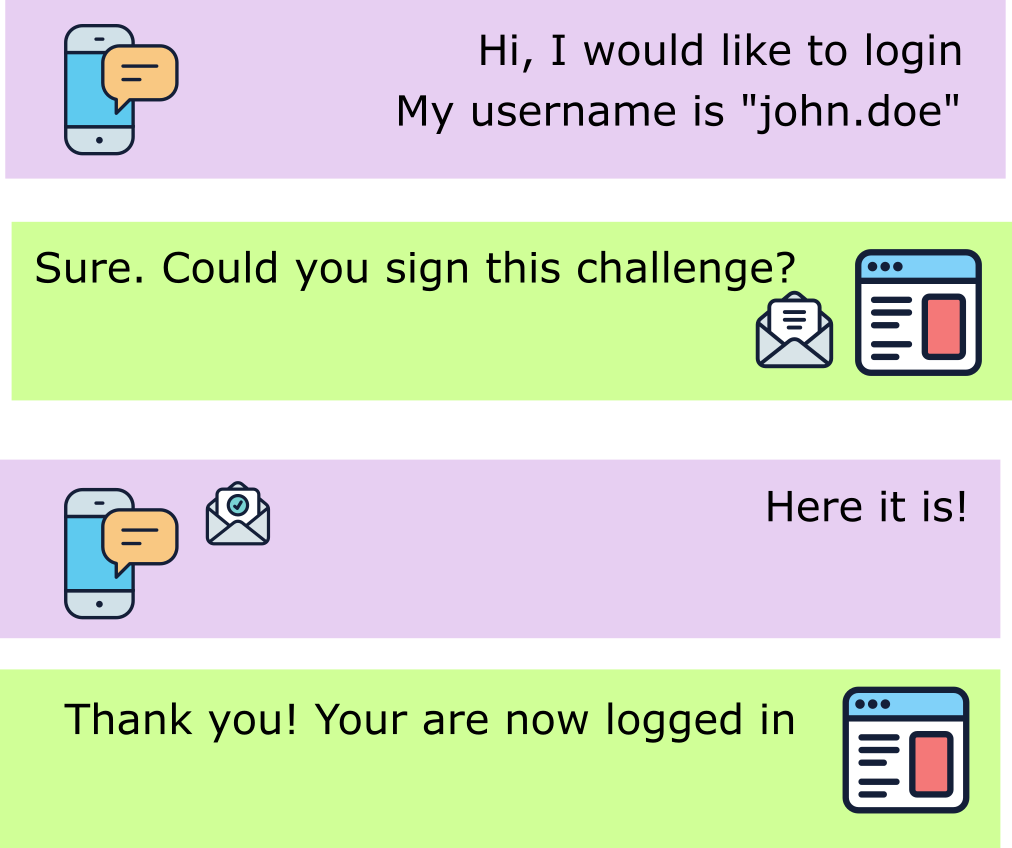 Hi, I would like to login
My username is "john.doe"
Sure. Could you sign this challenge?
Here it is!
Thank you! Your are now logged in